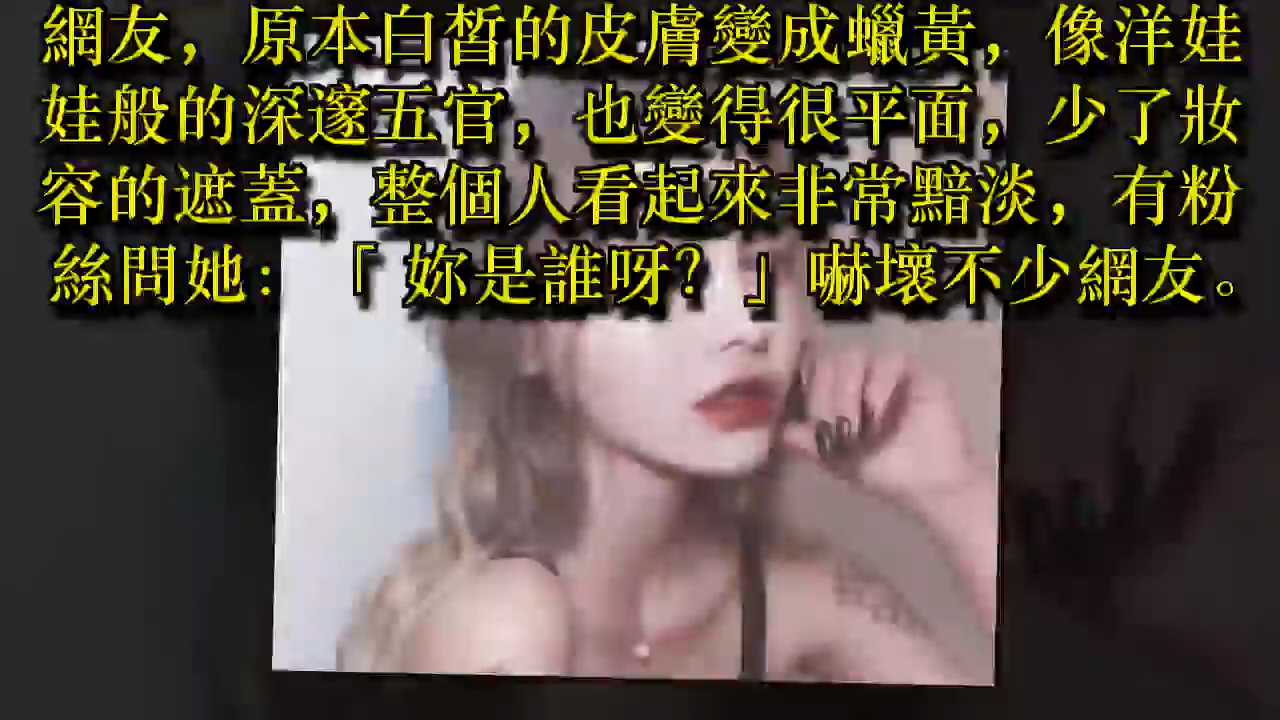 網友，原本白皙的皮膚變成蠟黃，像洋娃
娃般的深邃五官，也變得很平面，少了妝
容的遮蓋，整個人看起來非常黯淡，有粉
絲問她：「妳是誰呀？」嚇壞不少網友。